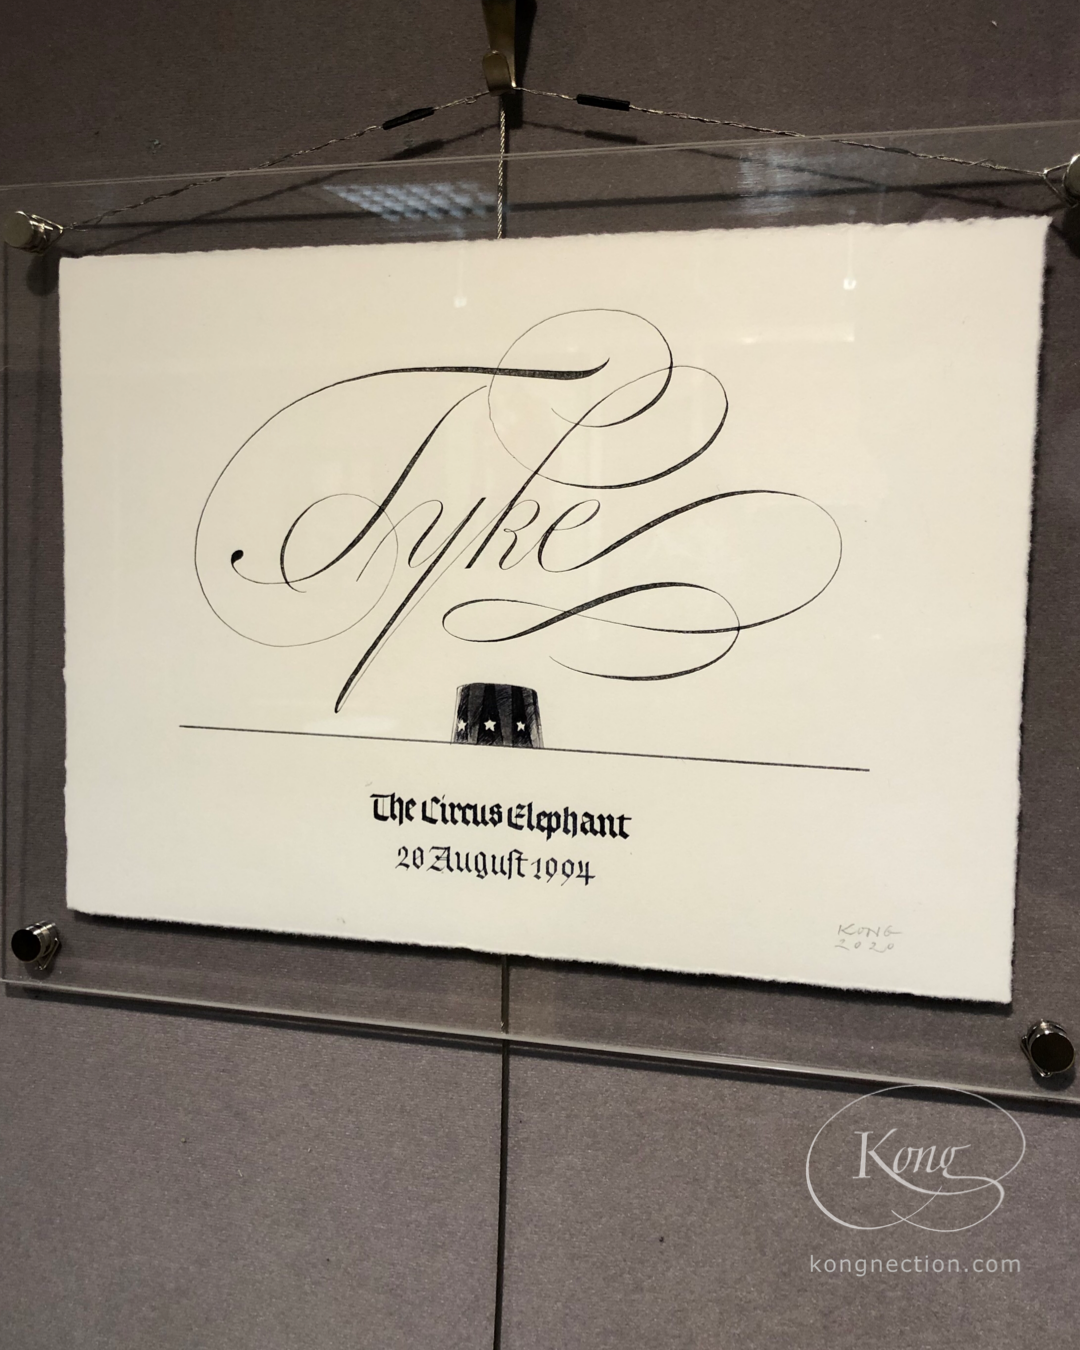 Tyke
The Circus Elephant
20 August 1994
KONG
2020
Kong
kongnection.com